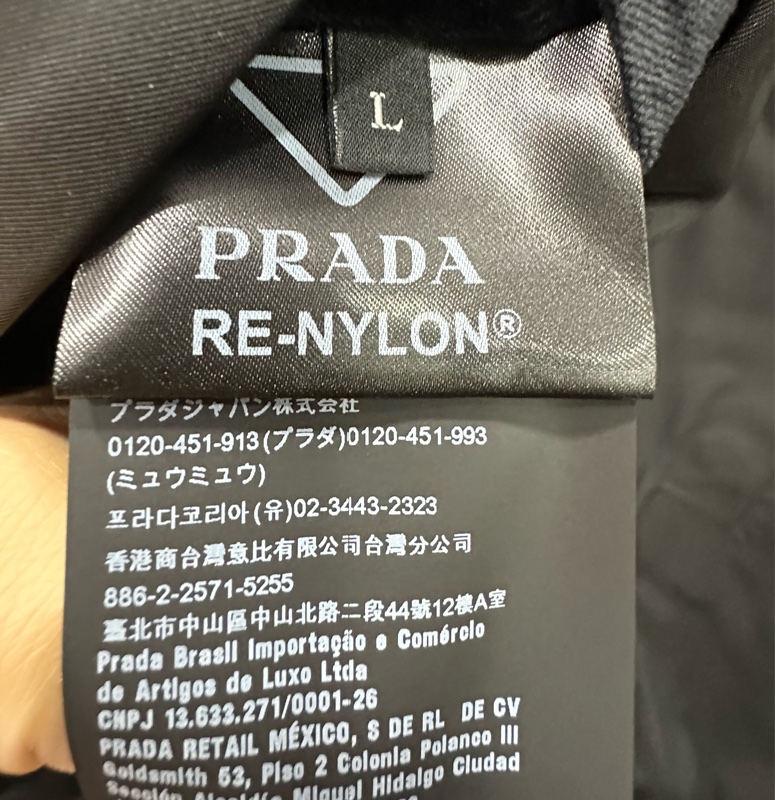 L
PRADA
RE-NYLON®
プラダジャパン株式会社
0120-451-913(プラダ)0120-451-993
(ミュウミュウ)
프라다코리아(유)02-3443-2323
香港商台灣意比有限公司台灣分公司
886-2-2571-5255
臺北市中山區中山北路二段44號12樓A室
Prada Brasil Importação e Comércio
de Artigos de Luxo Ltda
CNPJ 13.633.271/0001-26
PRADA RETAIL MÉXICO, S DE RL DE CV
Goldsmith 53, Piso 2 Colonia Polanco III
Sección Alcaldía Miguel Hidalgo Ciudad